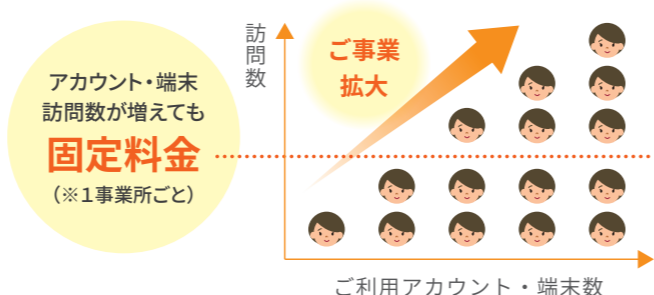 アカウント・端末
訪問数が増えても
固定料金
（※1事業所ごと）
訪問数
ご事業
拡大
ご利用アカウント・端末数